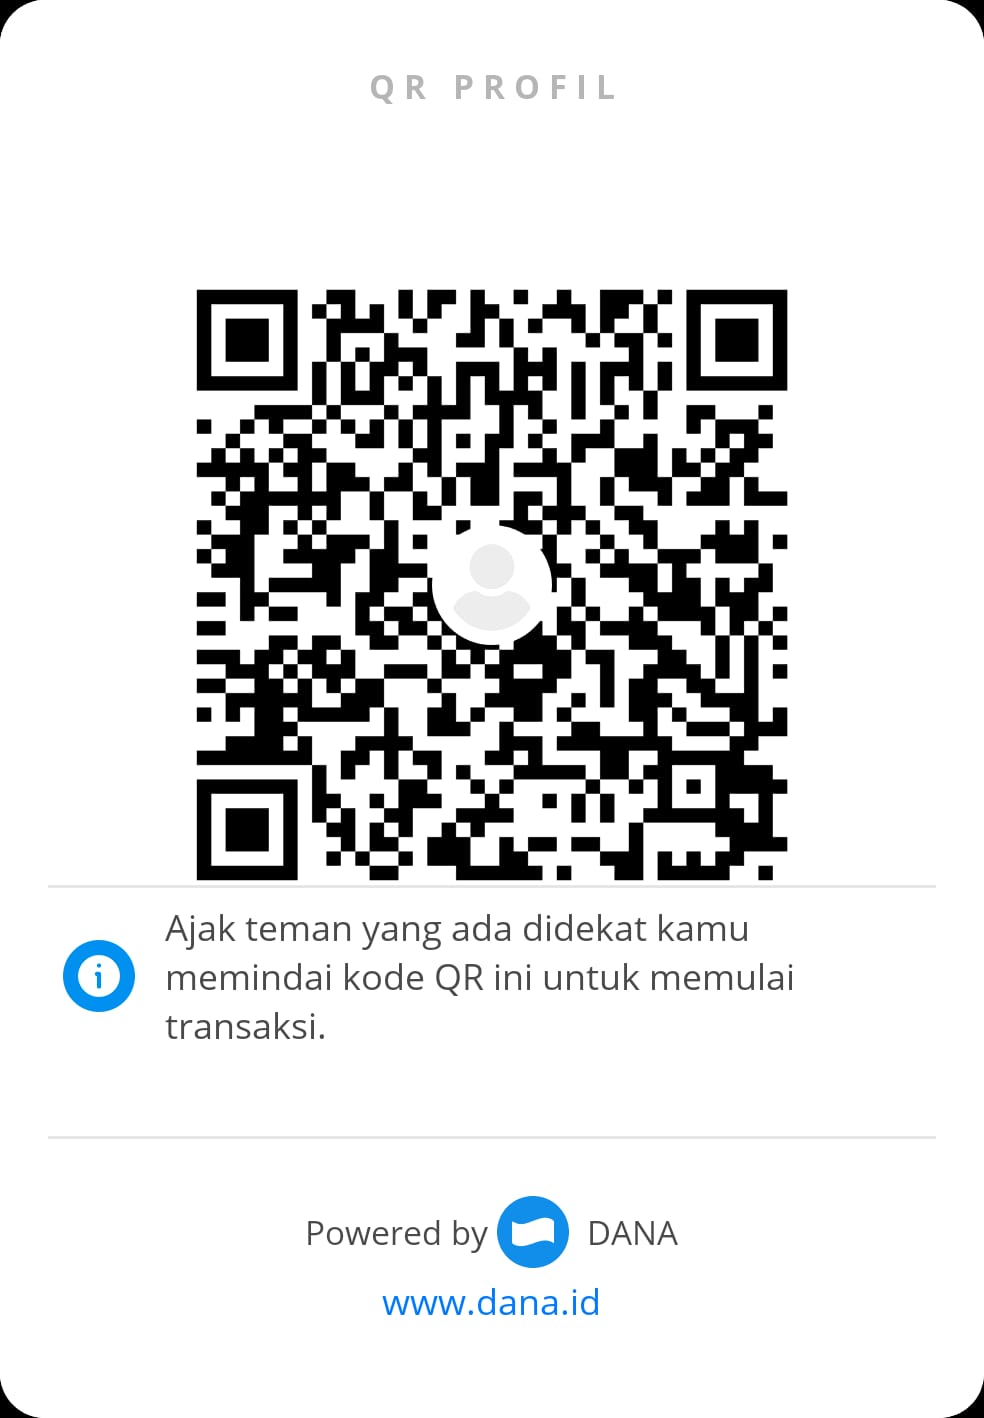 QR PROFIL
Ajak teman yang ada didekat kamu
memindai kode QR ini untuk memulai
transaksi.
Powered by DANA
www.dana.id